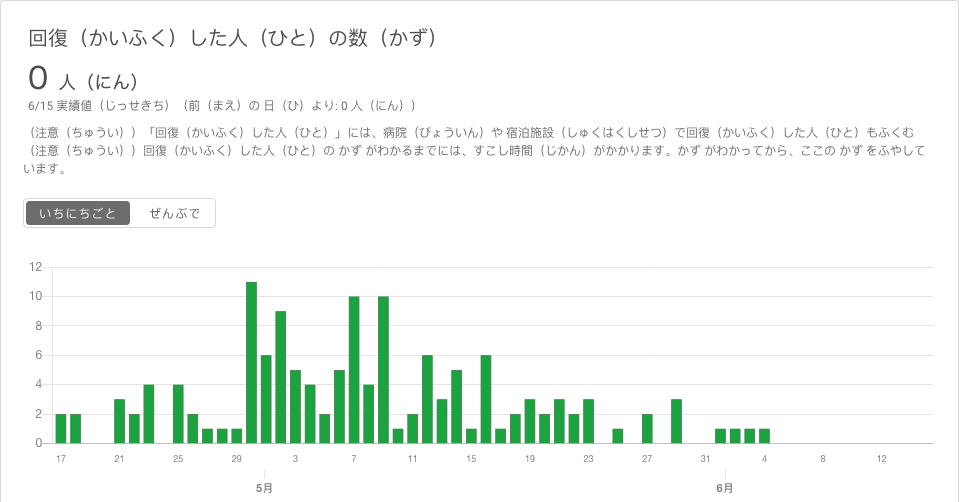 回復（かいふく）した人（ひと）の数（かず）
0 人（にん）
6/15 実績値（じっせきち）（前（まえ）の 日（ひ）より: 0 人（にん））
（注意（ちゅうい））「回復（かいふく）した人（ひと）」には、病院（びょういん）や 宿泊施設（しゅくはくしせつ）で回復（かいふく）した人（ひと）もふくむ
（注意（ちゅうい））回復（かいふく）した人（ひと）の かず がわかるまでには、すこし時間（じかん）がかかります。かず がわかってから、ここの かず をふやして
います。
いちにちごと ぜんぶで
12
10
8
6
4
2
0
17 21 25 29 3 7 11 15 19 23 27 31 4 8 12
5月 6月